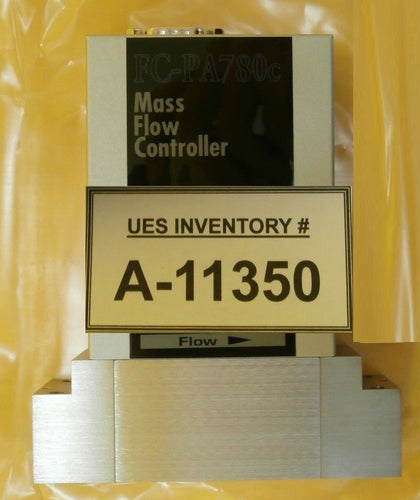 FC-PA780c
Mass
Flow
Controller
UES INVENTORY #
A-11350
Flow